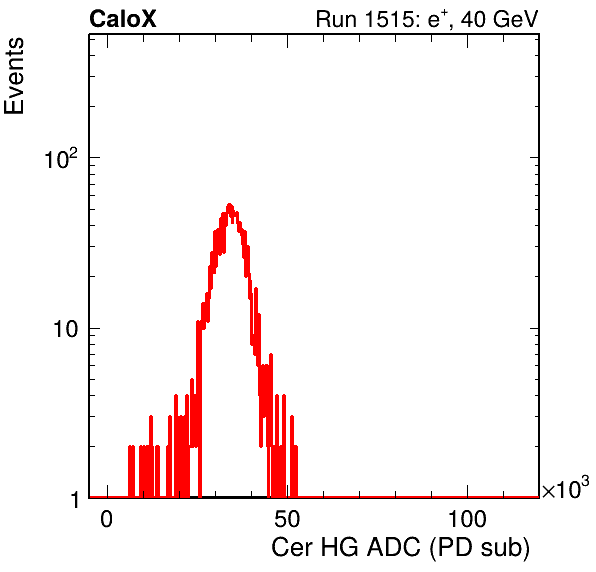 CaloX Run 1515: e⁺, 40 GeV
Events
10²
10
1
0 50 100 ×10³
Cer HG ADC (PD sub)